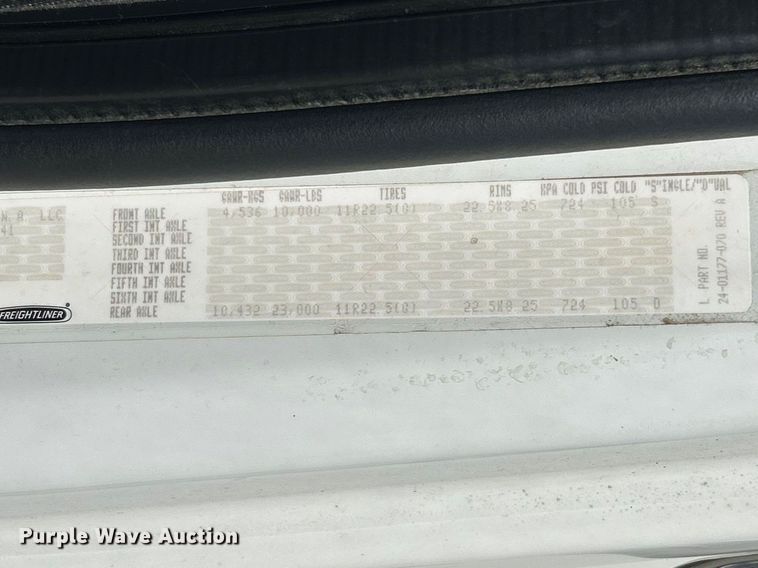 GAWR-KGS GAWR-LBS TIRES RIMS KPA COLD PSI COLD "S"INGLE/"D"UAL
N.A. LLC
41
FRONT AXLE 4,536 10,000 11R22.5(G) 22.5X8.25 724 105 S
FIRST INT AXLE
SECOND INT AXLE
THIRD INT AXLE
FOURTH INT AXLE
FIFTH INT AXLE
SIXTH INT AXLE
REAR AXLE 10,432 23,000 11R22.5(G) 22.5X8.25 724 105 D
FREIGHTLINER
L PART NO.
24-01177-070 REV A
Purple Wave Auction